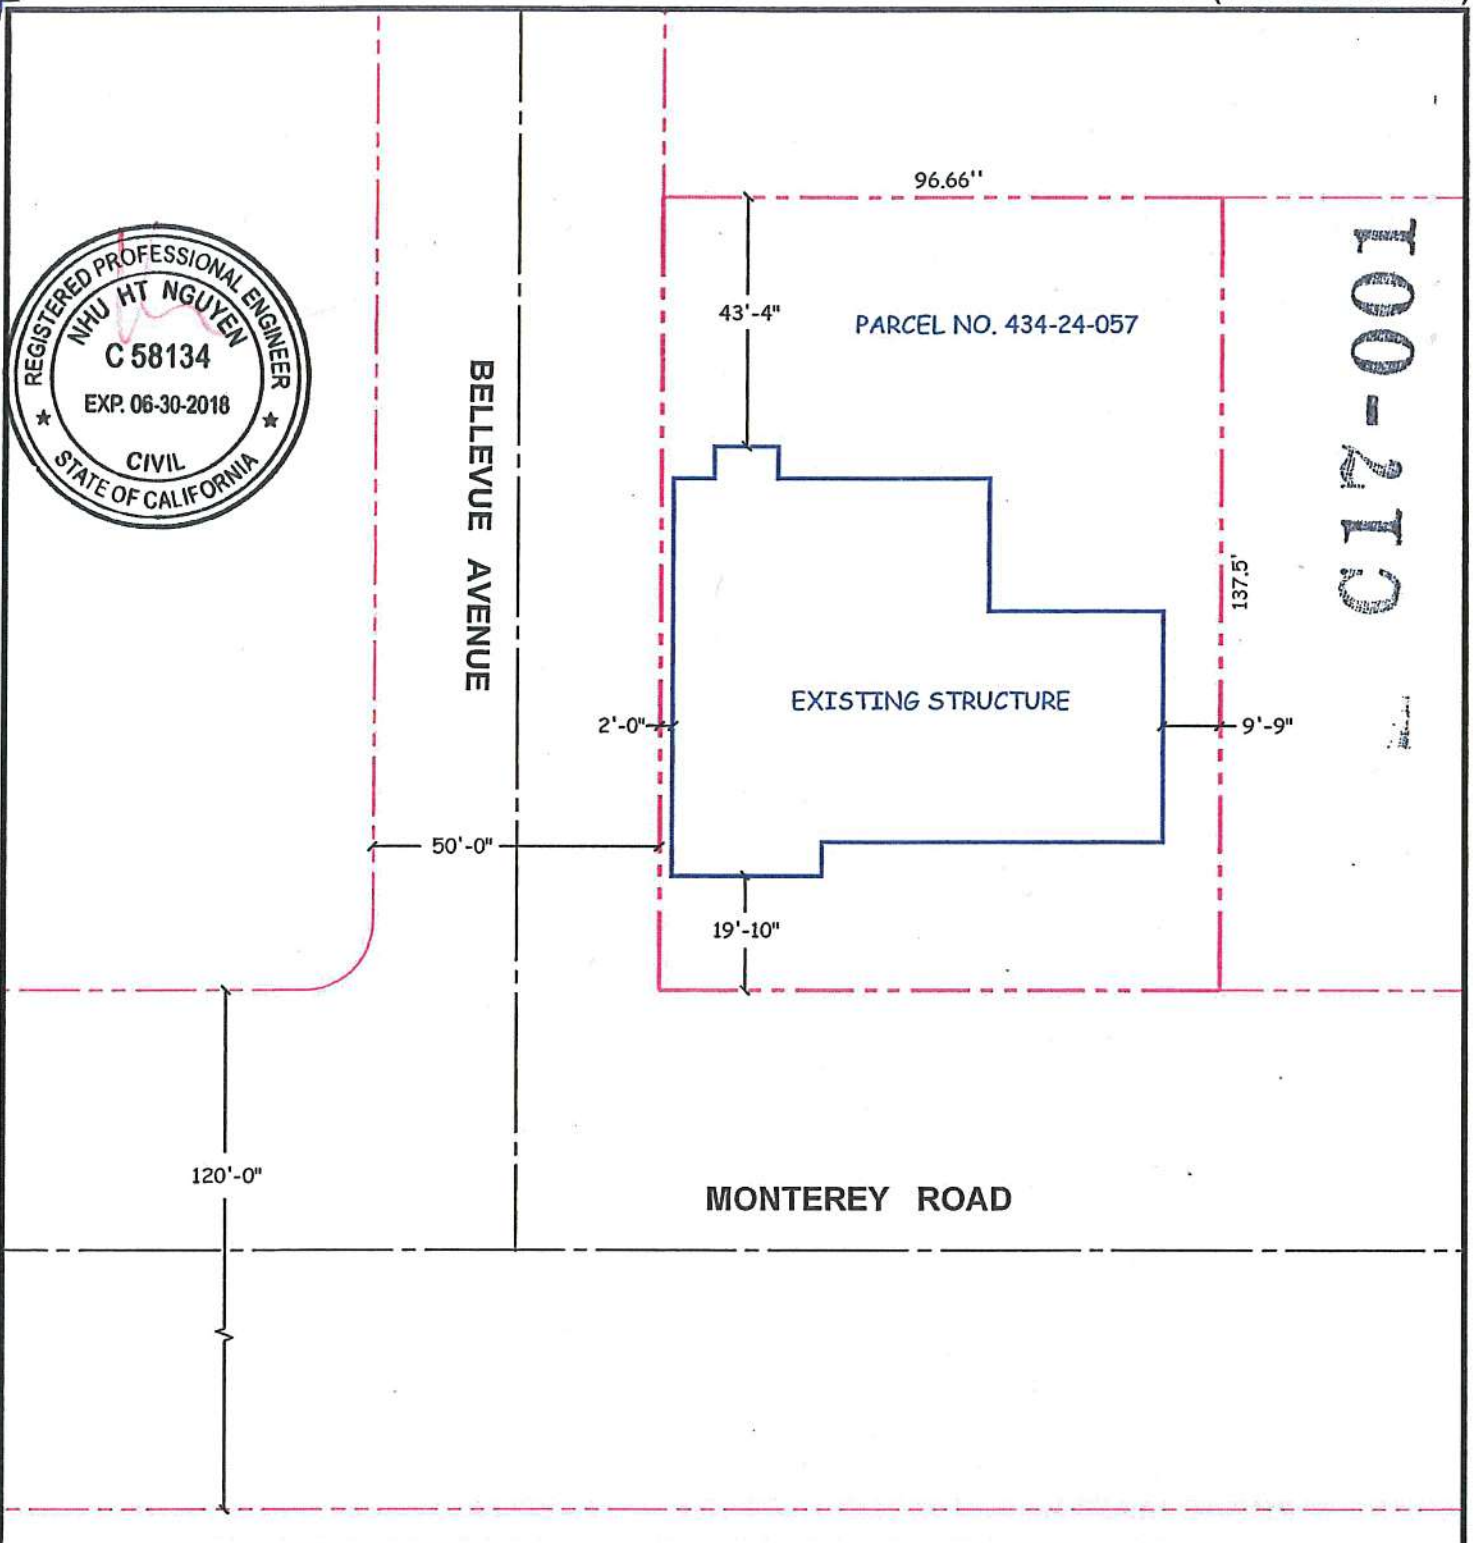 96.66''
REGISTERED PROFESSIONAL ENGINEER
NHU HT NGUYEN
C 58134
EXP. 06-30-2018
CIVIL
STATE OF CALIFORNIA
43'-4"
PARCEL NO. 434-24-057
C17-001
BELLEVUE AVENUE
137.5'
EXISTING STRUCTURE
2'-0"
9'-9"
50'-0"
19'-10"
120'-0"
MONTEREY ROAD